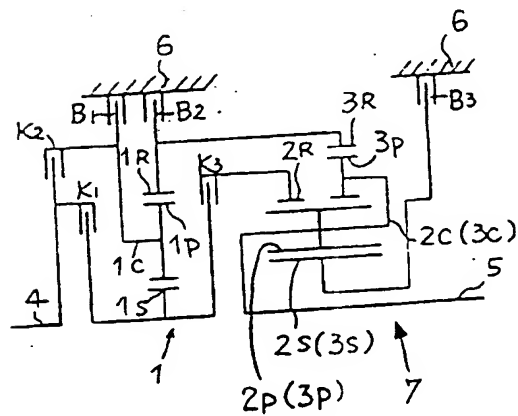 6
6
B1
B2
B3
K2
3R
3P
1R
K3
2R
K1
1P
2C(3C)
1C
5
4
1S
2S(3S)
1
2P(3P)
7